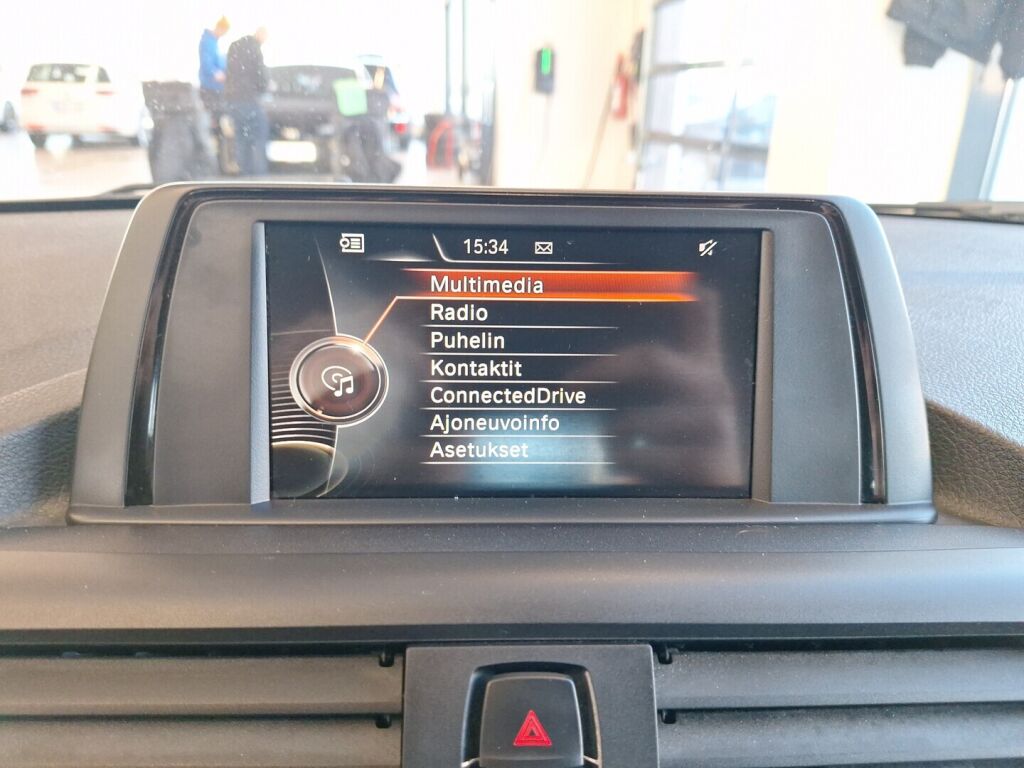 15:34
Multimedia
Radio
Puhelin
Kontaktit
ConnectedDrive
Ajoneuvoinfo
Asetukset